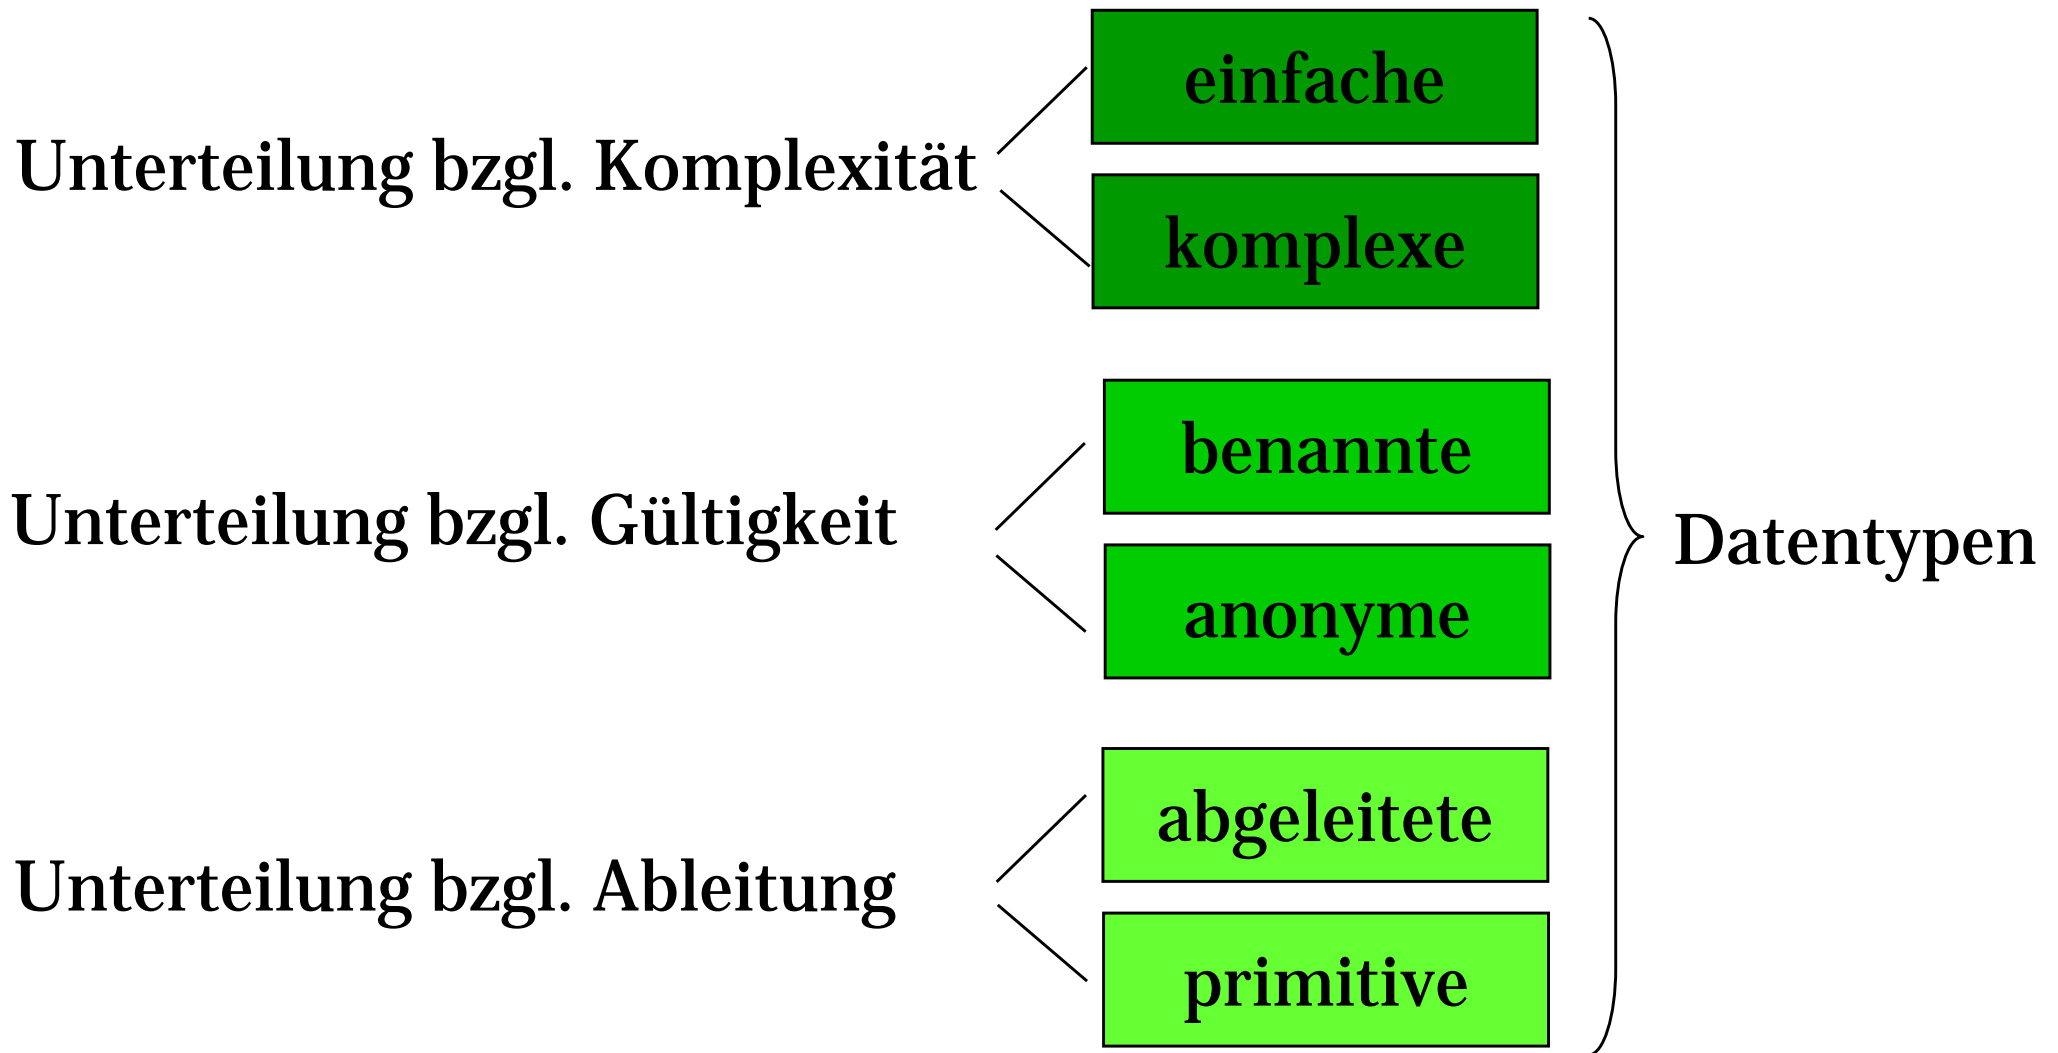 einfache
Unterteilung bzgl. Komplexität
komplexe
benannte
Unterteilung bzgl. Gültigkeit
anonyme
Datentypen
abgeleitete
Unterteilung bzgl. Ableitung
primitive